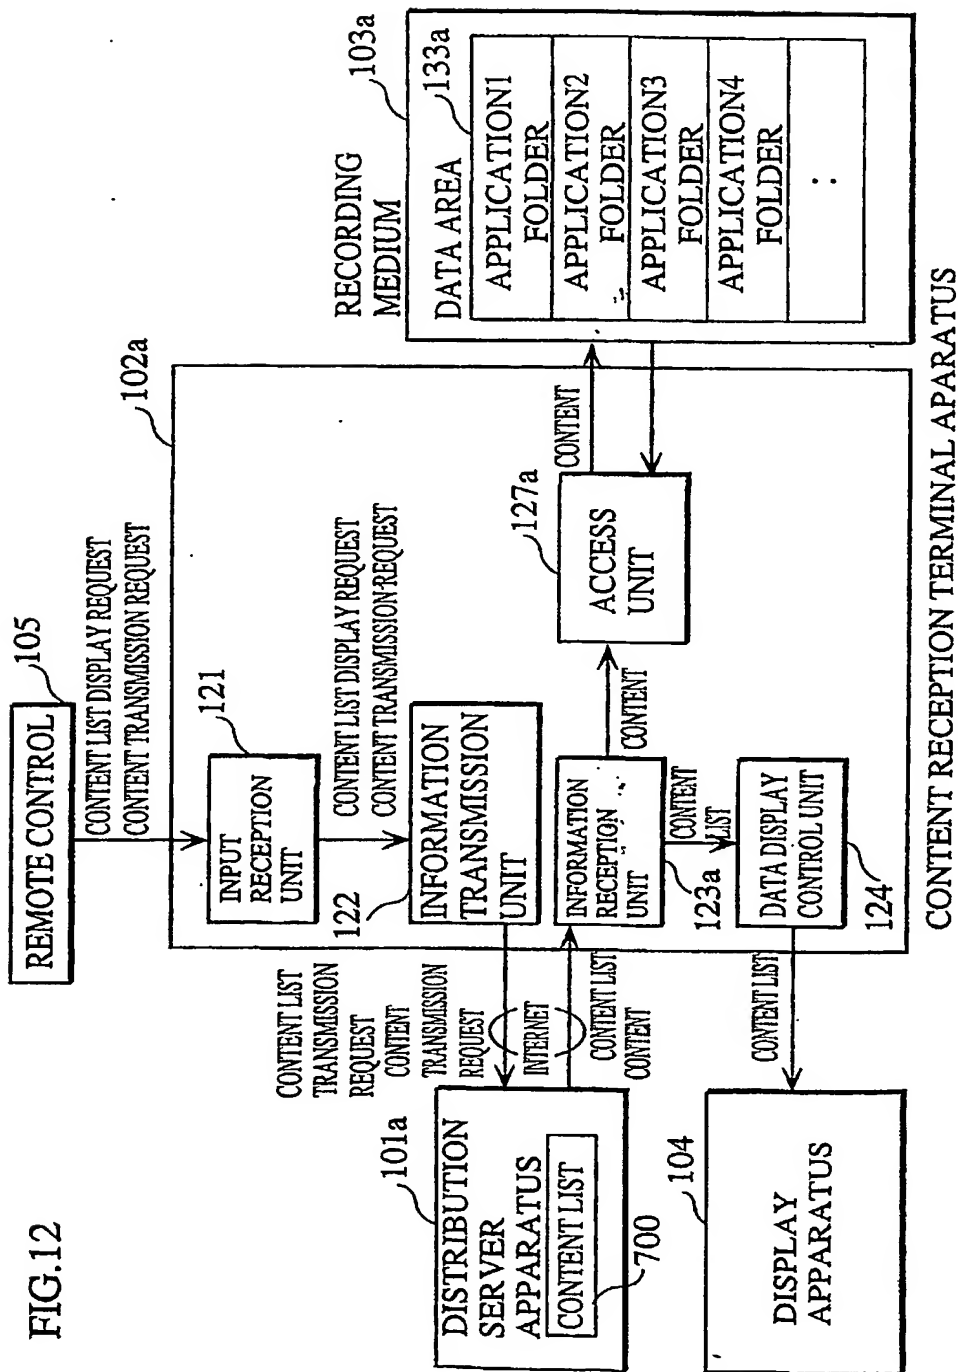 FIG.12
REMOTE CONTROL
105
CONTENT LIST DISPLAY REQUEST
CONTENT TRANSMISSION REQUEST
102a
121
INPUT
RECEPTION
UNIT
CONTENT LIST DISPLAY REQUEST
CONTENT TRANSMISSION REQUEST
122
INFORMATION
TRANSMISSION
UNIT
CONTENT LIST
TRANSMISSION
REQUEST
CONTENT
TRANSMISSION
REQUEST
INTERNET
CONTENT LIST
CONTENT
101a
DISTRIBUTION
SERVER
APPARATUS
CONTENT LIST
700
INFORMATION
RECEPTION
UNIT
123a
CONTENT
CONTENT
LIST
DATA DISPLAY
CONTROL UNIT
124
CONTENT LIST
104
DISPLAY
APPARATUS
127a
ACCESS
UNIT
CONTENT
RECORDING
MEDIUM
103a
DATA AREA
133a
APPLICATION1
FOLDER
APPLICATION2
FOLDER
APPLICATION3
FOLDER
APPLICATION4
FOLDER
:
CONTENT RECEPTION TERMINAL APARATUS